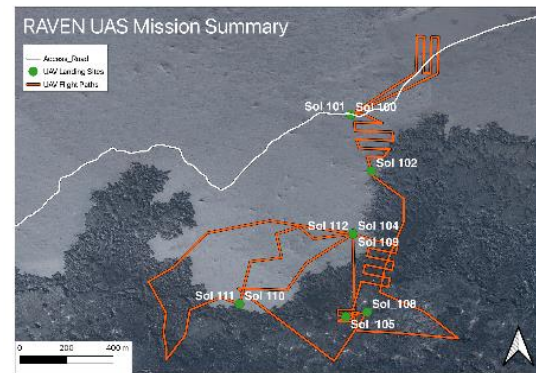 RAVEN UAS Mission Summary
Access_Road
UAV Landing Sites
UAV Flight Paths
Sol 101 Sol 100
Sol 102
Sol 112 Sol 104
Sol 109
Sol 111 Sol 110
Sol 108
Sol 105
0 200 400 m